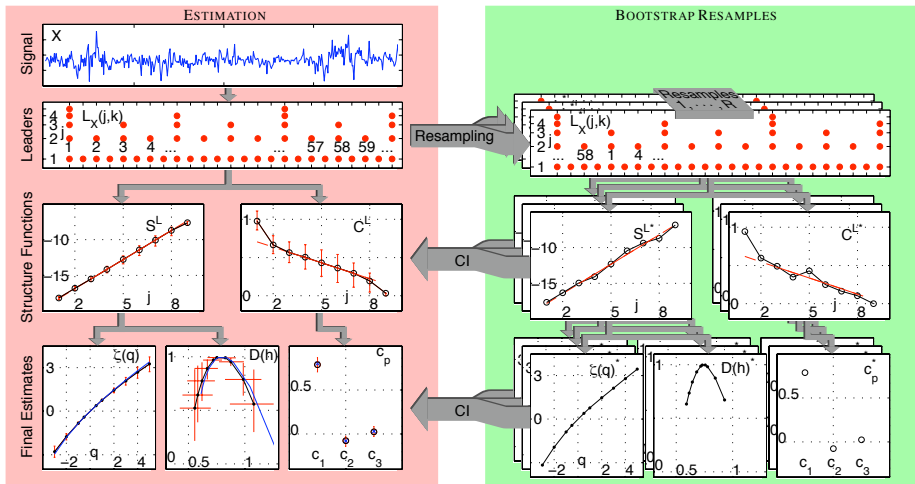 ESTIMATION
BOOTSTRAP RESAMPLES
Signal
X
Leaders
4
3
2
1
j
L_X(j,k)
1 2 3 4 ... ... 57 58 59 ...
Resampling
Resamples
1, ..., R
4
3
2
1
j
L_X(j,k)
... 58 1 4 ...
Structure Functions
S^L
−10
−15
2 j 8
C^L
1
0
2 5 j 8
CI
S^L*
−10
−15
2 5 j 8
C^L*
1
0
2 5 j 8
Final Estimates
ζ(q)
3
0
−2 q 2 4
D(h)
1
0
0.5 1
c_p
0.5
0
c_1 c_2 c_3
CI
ζ(q)*
3
0
−2 q 2 4
D(h)*
1
0
0.5 1
c_p*
0.5
0
c_1 c_2 c_3